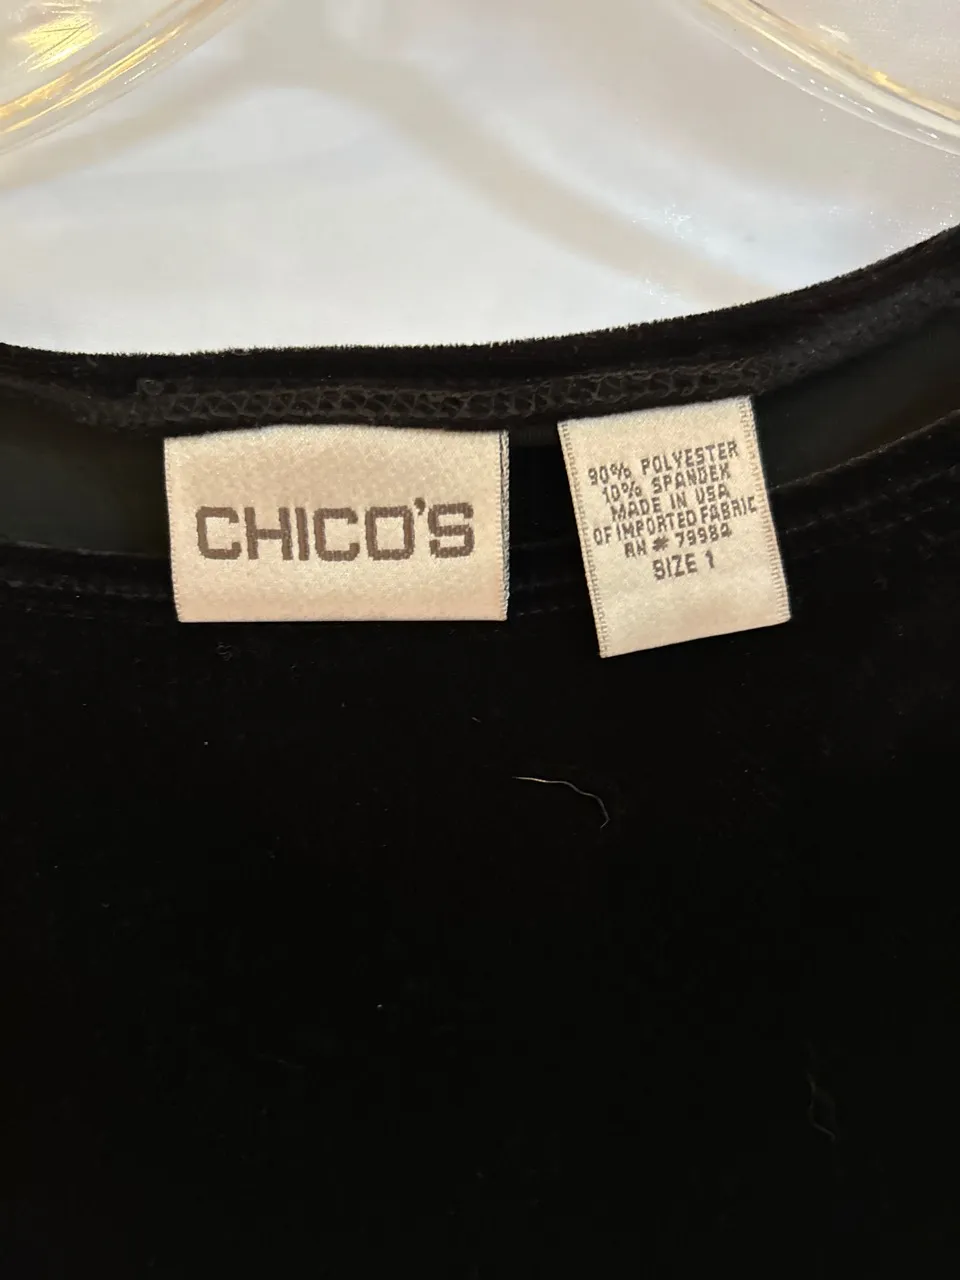 CHICO'S
90% POLYESTER
10% SPANDEX
MADE IN USA
OF IMPORTED FABRIC
RN # 79984
SIZE 1